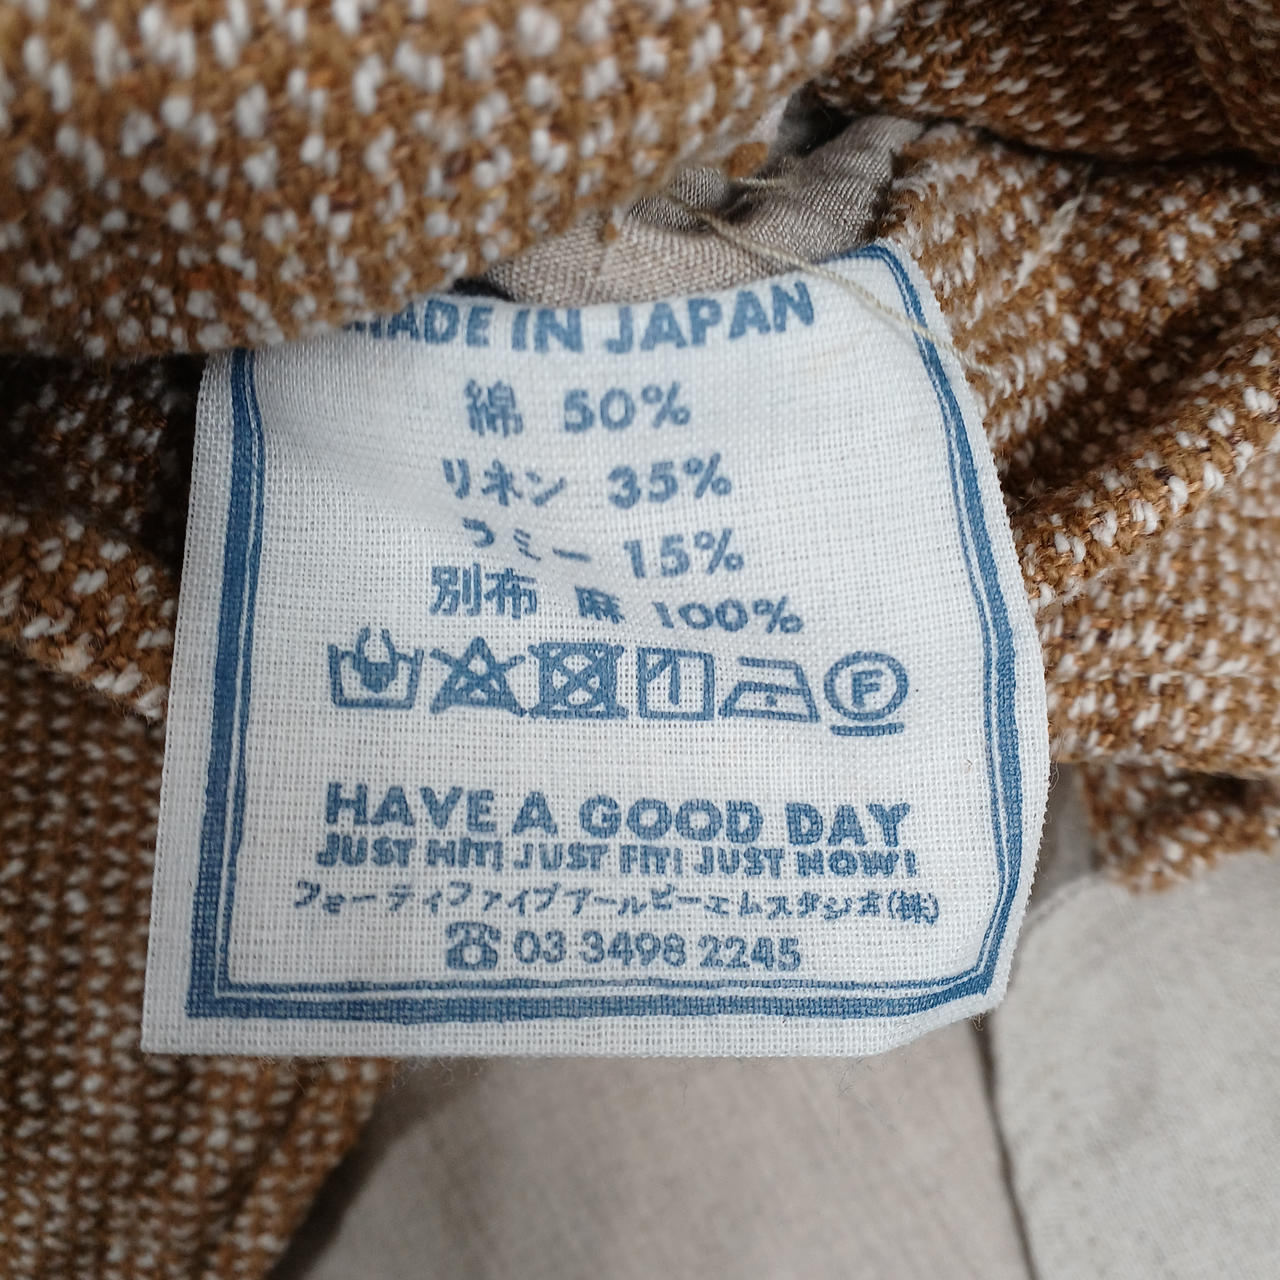 MADE IN JAPAN
綿 50%
リネン 35%
ラミー 15%
別布 麻 100%
F
HAVE A GOOD DAY
JUST HIT! JUST FIT! JUST NOW!
フォーティファイブアールピーエムスタジオ(株)
☎ 03 3498 2245